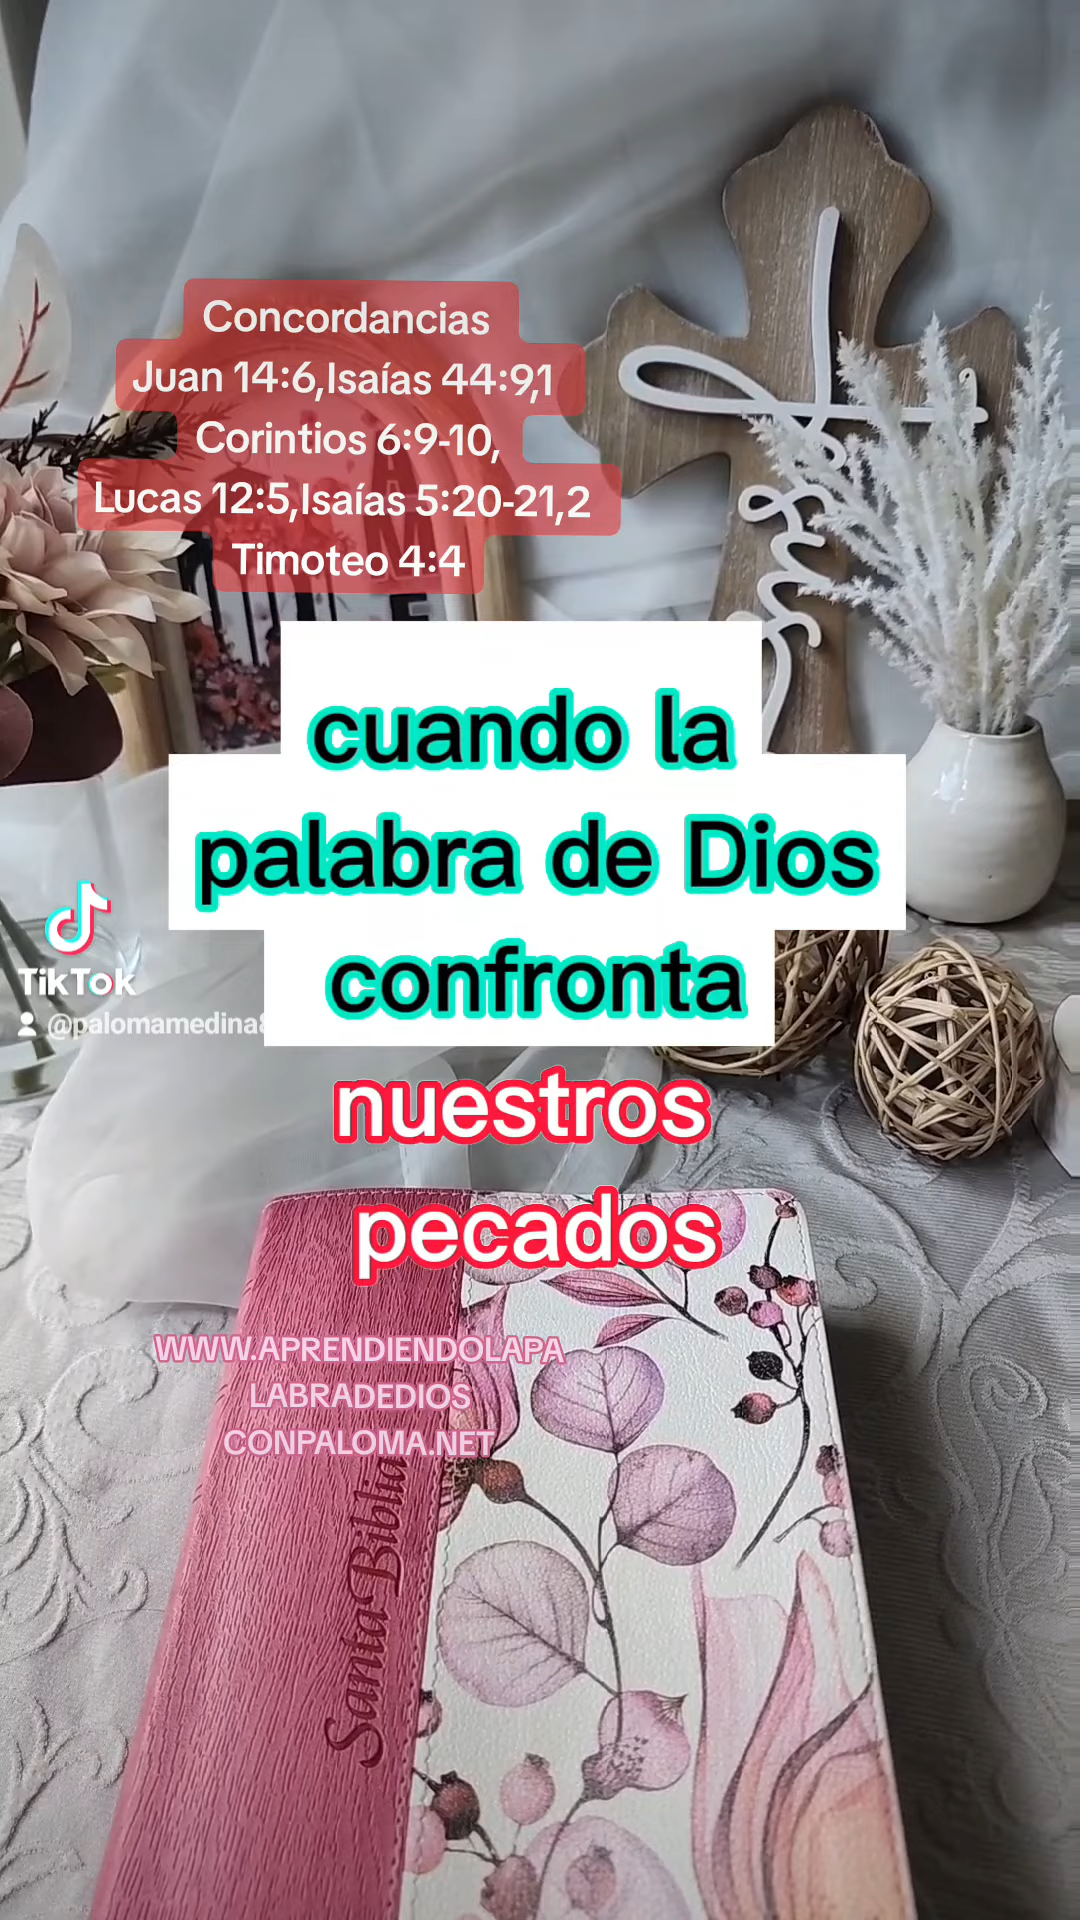 Concordancias
Juan 14:6,Isaías 44:9,1
Corintios 6:9-10,
Lucas 12:5,Isaías 5:20-21,2
Timoteo 4:4
cuando la
palabra de Dios
confronta
nuestros
pecados
TikTok
@palomamedina
WWW.APRENDIENDOLAPA
LABRADEDIOS
CONPALOMA.NET
Santa Biblia